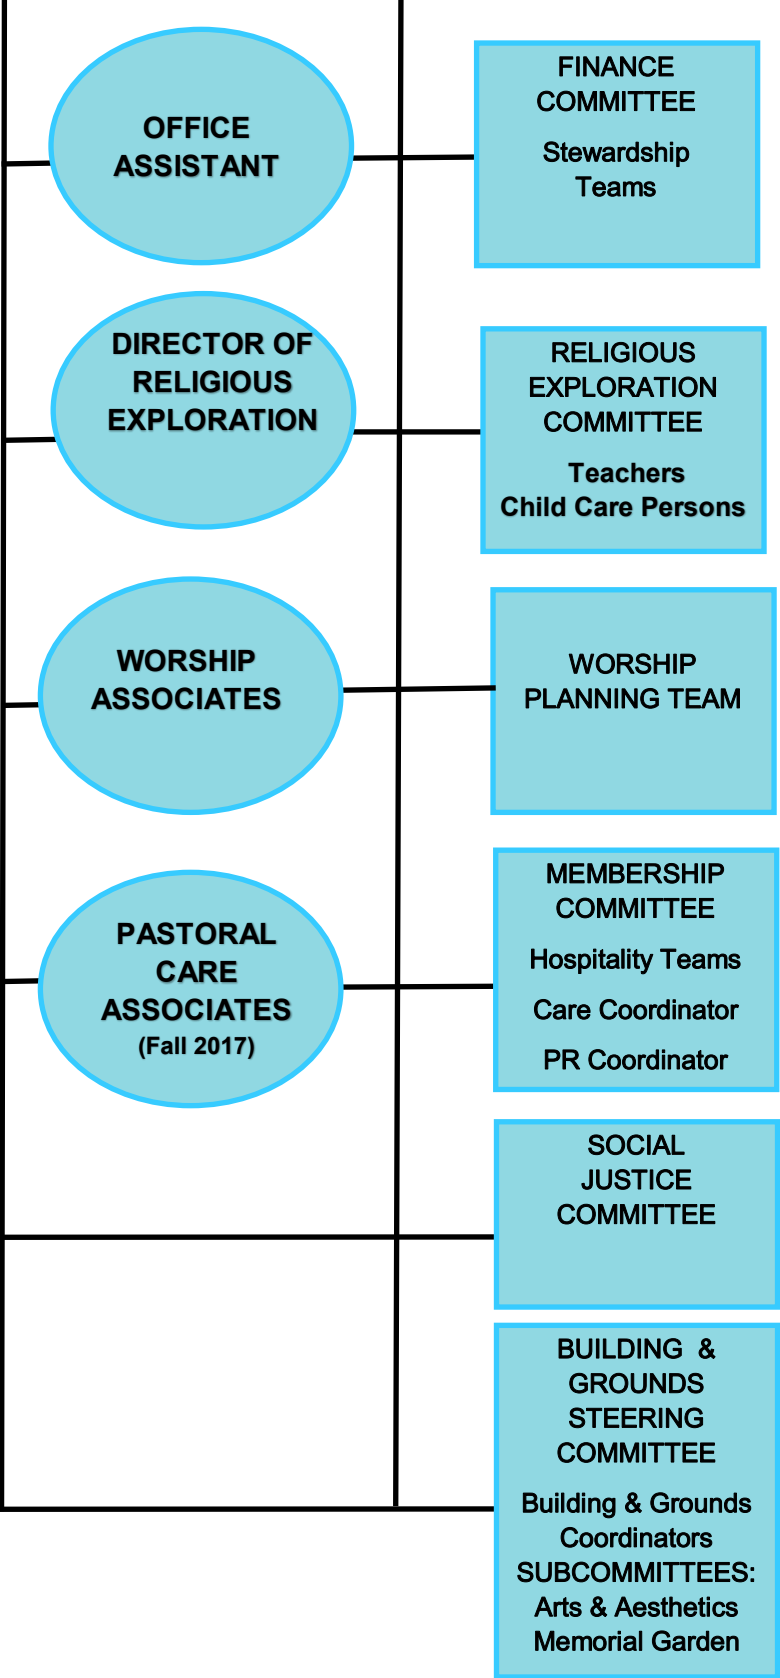 OFFICE
ASSISTANT
FINANCE
COMMITTEE
Stewardship
Teams
DIRECTOR OF
RELIGIOUS
EXPLORATION
RELIGIOUS
EXPLORATION
COMMITTEE
Teachers
Child Care Persons
WORSHIP
ASSOCIATES
WORSHIP
PLANNING TEAM
PASTORAL
CARE
ASSOCIATES
(Fall 2017)
MEMBERSHIP
COMMITTEE
Hospitality Teams
Care Coordinator
PR Coordinator
SOCIAL
JUSTICE
COMMITTEE
BUILDING &
GROUNDS
STEERING
COMMITTEE
Building & Grounds
Coordinators
SUBCOMMITTEES:
Arts & Aesthetics
Memorial Garden